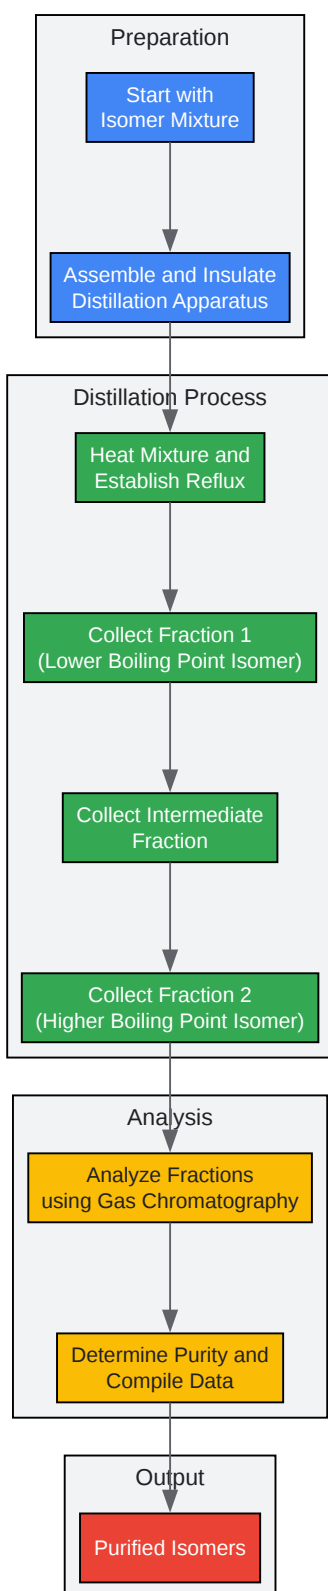 Preparation
Start with
Isomer Mixture
Assemble and Insulate
Distillation Apparatus
Distillation Process
Heat Mixture and
Establish Reflux
Collect Fraction 1
(Lower Boiling Point Isomer)
Collect Intermediate
Fraction
Collect Fraction 2
(Higher Boiling Point Isomer)
Analysis
Analyze Fractions
using Gas Chromatography
Determine Purity and
Compile Data
Output
Purified Isomers